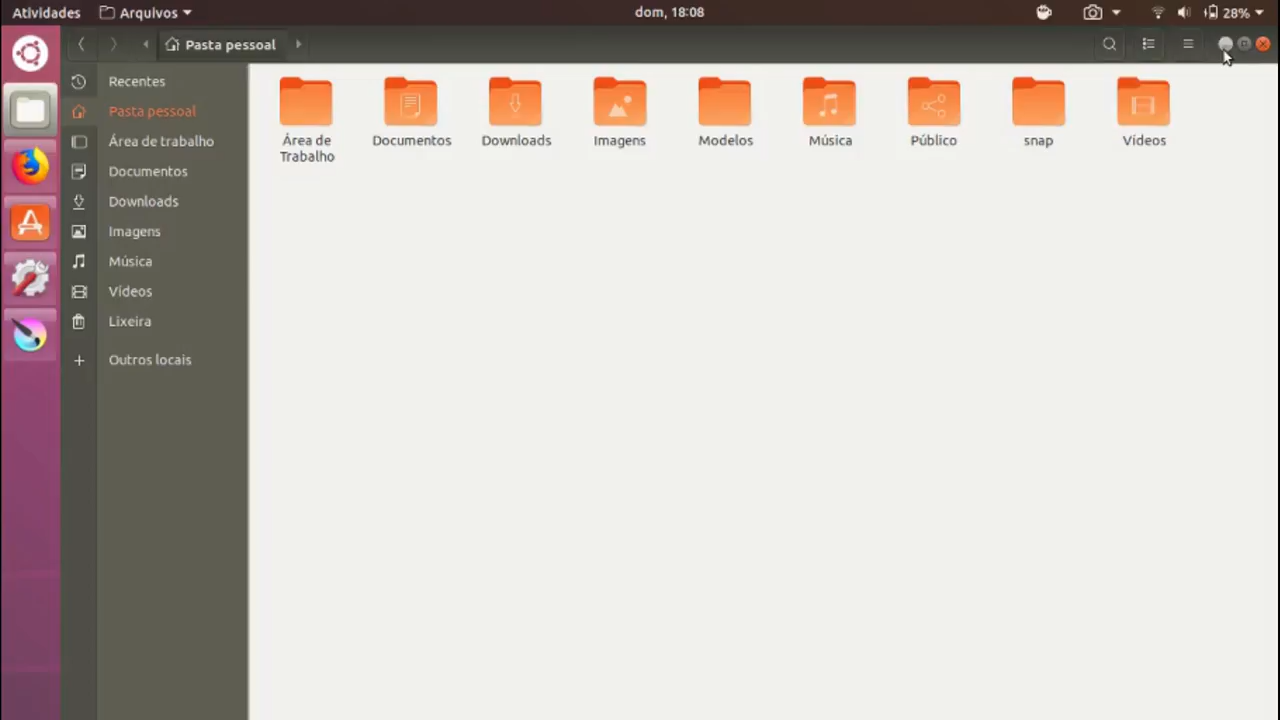 Atividades Arquivos dom, 18:08 28%
Pasta pessoal
Recentes
Pasta pessoal
Área de trabalho
Documentos
Downloads
Imagens
Música
Vídeos
Lixeira
Outros locais
Área de
Trabalho
Documentos
Downloads
Imagens
Modelos
Música
Público
snap
Vídeos